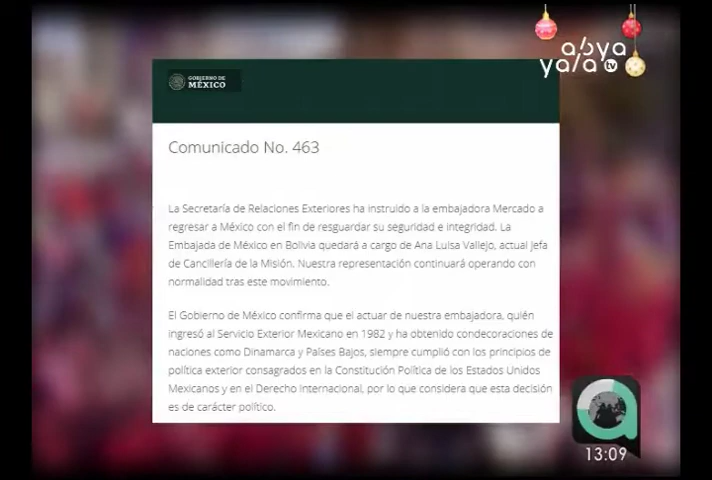 abya
yala tv
GOBIERNO DE
MÉXICO
Comunicado No. 463
La Secretaría de Relaciones Exteriores ha instruido a la embajadora Mercado a
regresar a México con el fin de resguardar su seguridad e integridad. La
Embajada de México en Bolivia quedará a cargo de Ana Luisa Vallejo, actual Jefa
de Cancillería de la Misión. Nuestra representación continuará operando con
normalidad tras este movimiento.
El Gobierno de México confirma que el actuar de nuestra embajadora, quién
ingresó al Servicio Exterior Mexicano en 1982 y ha obtenido condecoraciones de
naciones como Dinamarca y Países Bajos, siempre cumplió con los principios de
política exterior consagrados en la Constitución Política de los Estados Unidos
Mexicanos y en el Derecho Internacional, por lo que considera que esta decisión
es de carácter político.
13:09